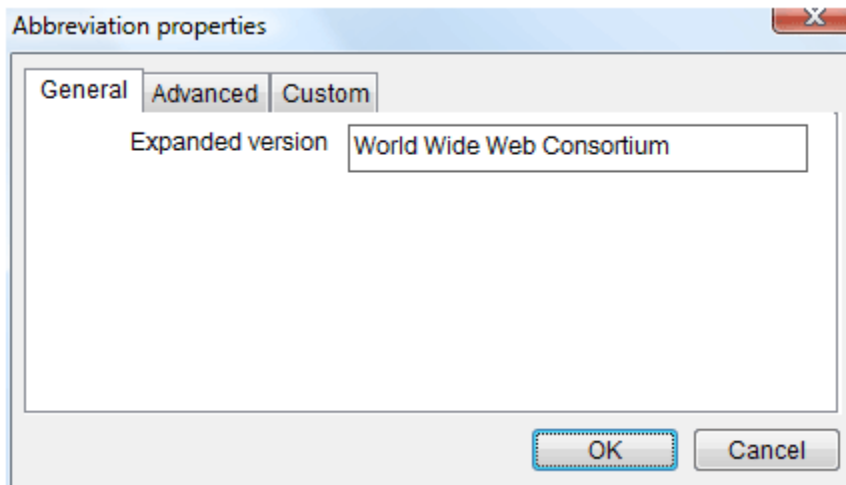 Abbreviation properties
General Advanced Custom
Expanded version World Wide Web Consortium
OK Cancel